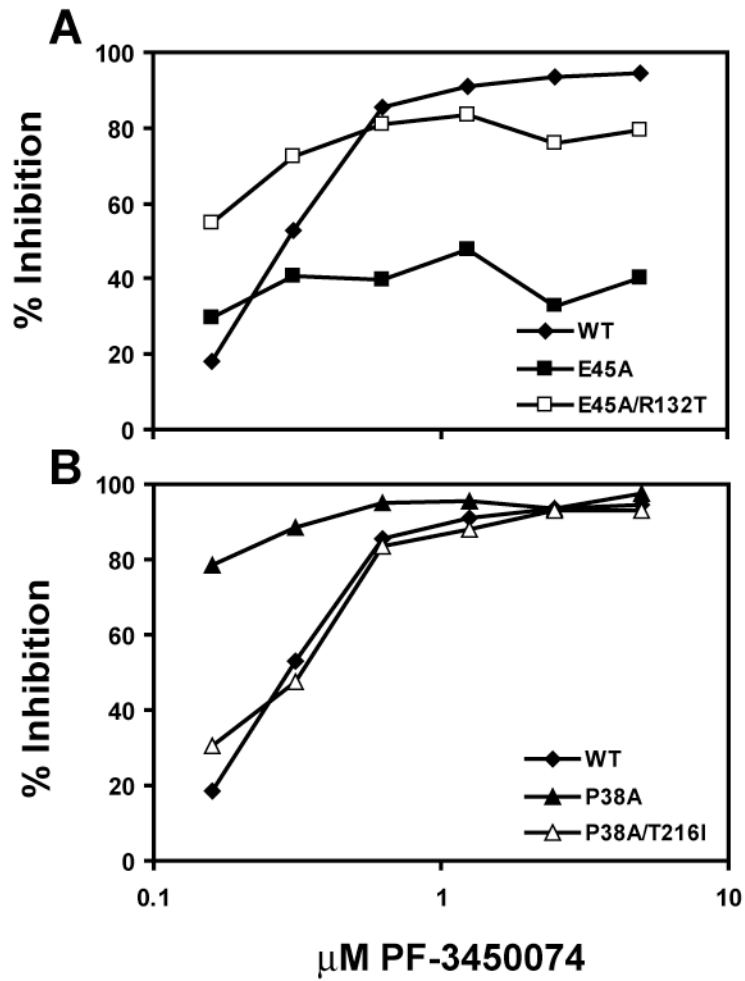 A
100
80
60
40
20
0
% Inhibition
WT
E45A
E45A/R132T
B
100
80
60
40
20
0
% Inhibition
WT
P38A
P38A/T216I
0.1 1 10
μM PF-3450074